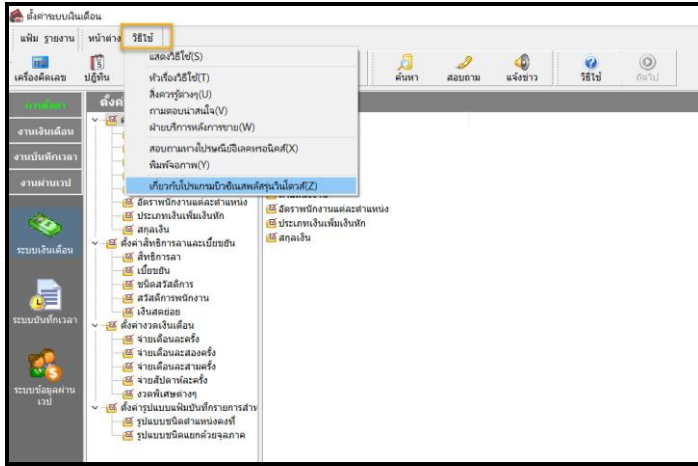 ตั้งค่าระบบเงินเดือน
แฟ้ม รายงาน หน้าต่าง วิธีใช้
เครื่องคิดเลข ปฏิทิน ค้นหา สอบถาม แจ้งข่าว วิธีใช้ ถัดไป
แสดงวิธีใช้(S)
หัวเรื่องวิธีใช้(T)
สิ่งควรรู้ต่างๆ(U)
ถามตอบน่าสนใจ(V)
ฝ่ายบริการหลังการขาย(W)
สอบถามทางไปรษณีย์อิเลคทรอนิคส์(X)
พิมพ์จอภาพ(Y)
เกี่ยวกับโปรแกรมบิวซิเนสพลัสรุ่นวินโดวส์(Z)
การตั้งค่า
งานเงินเดือน
งานบันทึกเวลา
งานผ่านเวป
ระบบเงินเดือน
ระบบบันทึกเวลา
ระบบข้อมูลผ่าน
เวป
ตั้งค่
อัตราพนักงานแต่ละตำแหน่ง
ประเภทเงินเพิ่มเงินหัก
สกุลเงิน
ตั้งค่าสิทธิการลาและเบี้ยขยัน
สิทธิการลา
เบี้ยขยัน
ชนิดสวัสดิการ
สวัสดิการพนักงาน
เงินสดย่อย
ตั้งค่างวดเงินเดือน
จ่ายเดือนละครั้ง
จ่ายเดือนละสองครั้ง
จ่ายเดือนละสามครั้ง
จ่ายสัปดาห์ละครั้ง
งวดพิเศษต่างๆ
ตั้งค่ารูปแบบแฟ้มบันทึกรายการสำห
รูปแบบชนิดตำแหน่งคงที่
รูปแบบชนิดแยกด้วยจุลภาค
อัตราพนักงานแต่ละตำแหน่ง
ประเภทเงินเพิ่มเงินหัก
สกุลเงิน